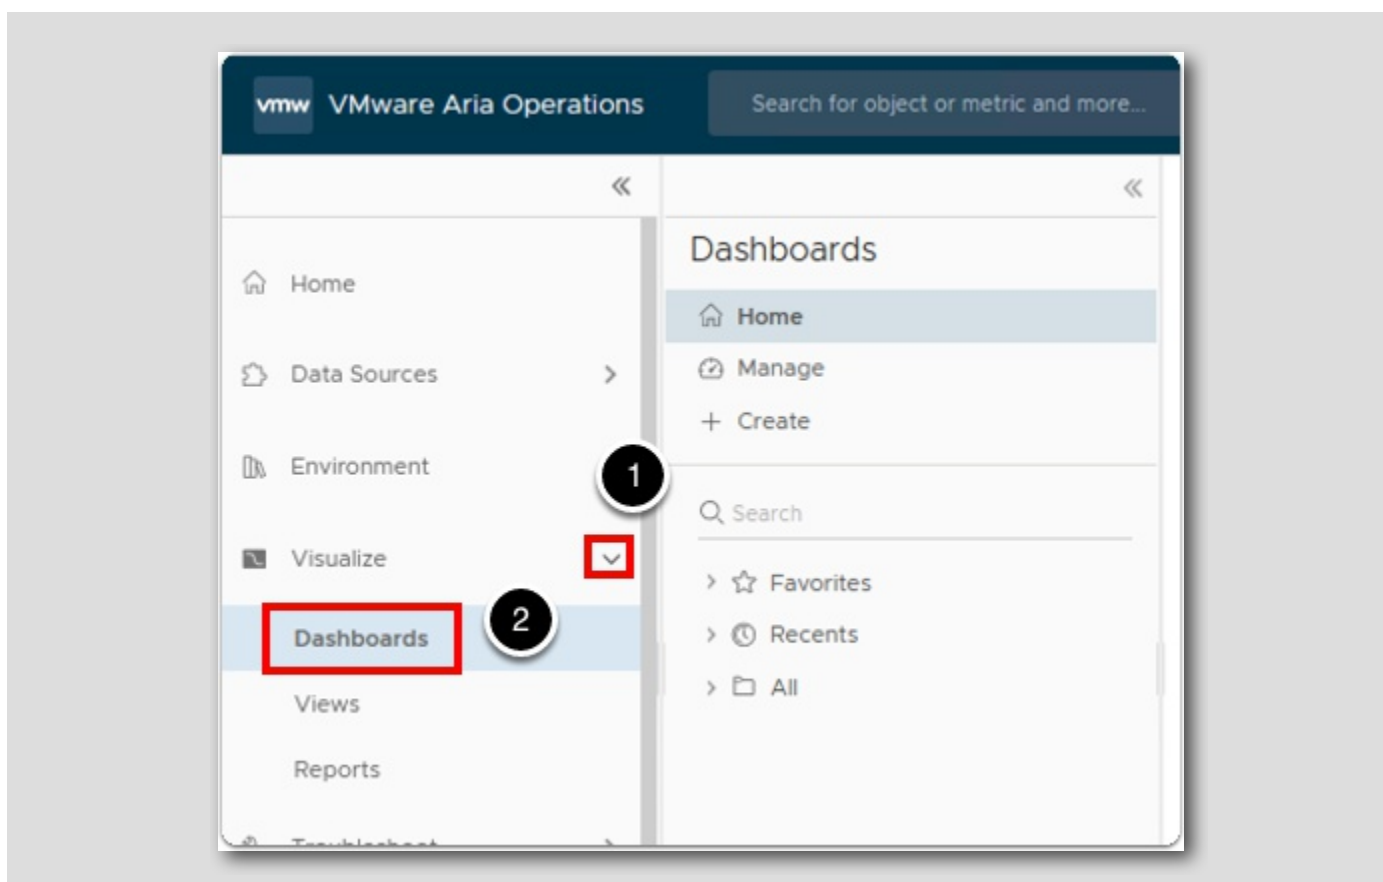 vmw VMware Aria Operations
Search for object or metric and more...
Home
Data Sources
Environment
1
Visualize
Dashboards
2
Views
Reports
Troubleshoot
Dashboards
Home
Manage
Create
Search
Favorites
Recents
All